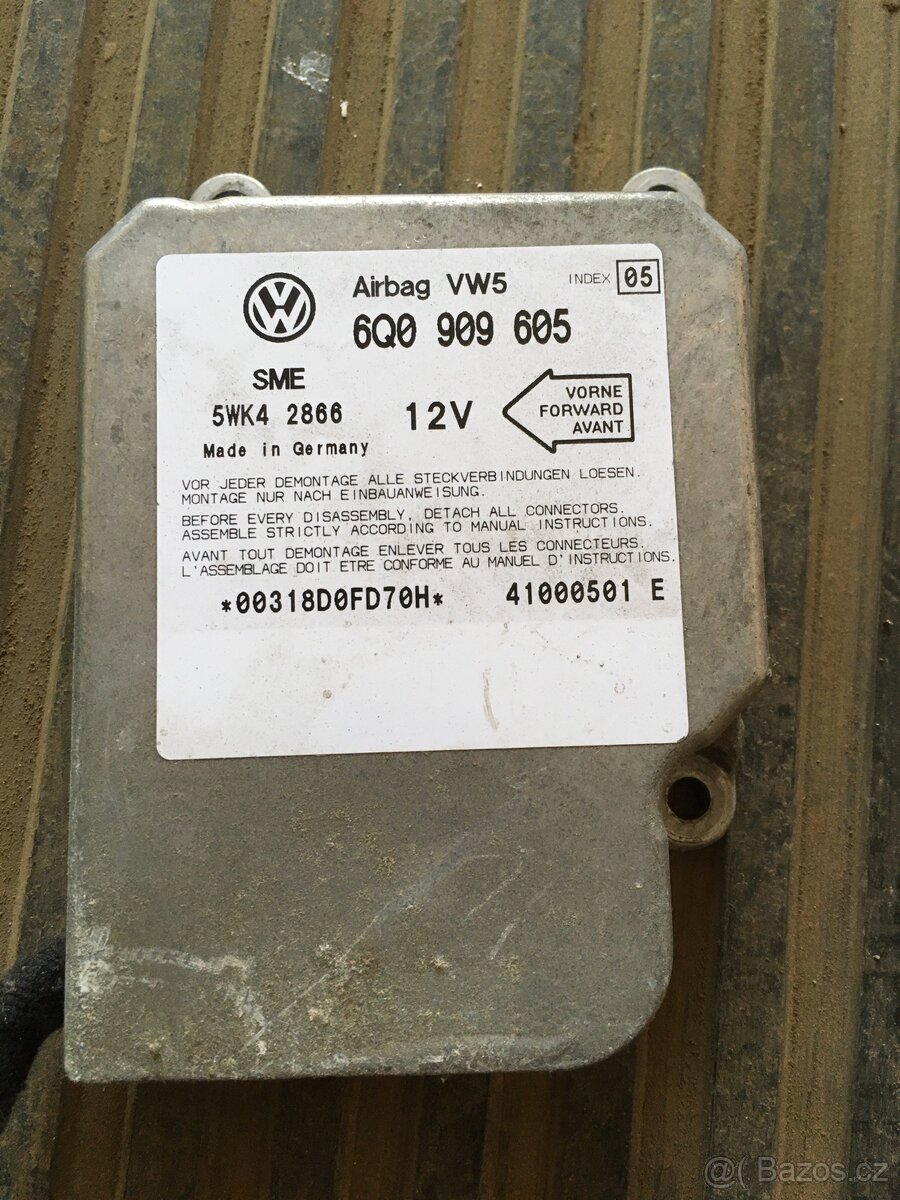 Airbag VW5 INDEX 05
6Q0 909 605
SME
5WK4 2866 12V
VORNE
FORWARD
AVANT
Made in Germany
VOR JEDER DEMONTAGE ALLE STECKVERBINDUNGEN LOESEN.
MONTAGE NUR NACH EINBAUANWEISUNG.
BEFORE EVERY DISASSEMBLY, DETACH ALL CONNECTORS.
ASSEMBLE STRICTLY ACCORDING TO MANUAL INSTRUCTIONS.
AVANT TOUT DEMONTAGE ENLEVER TOUS LES CONNECTEURS.
L'ASSEMBLAGE DOIT ETRE CONFORME AU MANUEL D'INSTRUCTIONS.
*00318D0FD70H* 41000501 E
@( Bazos.cz